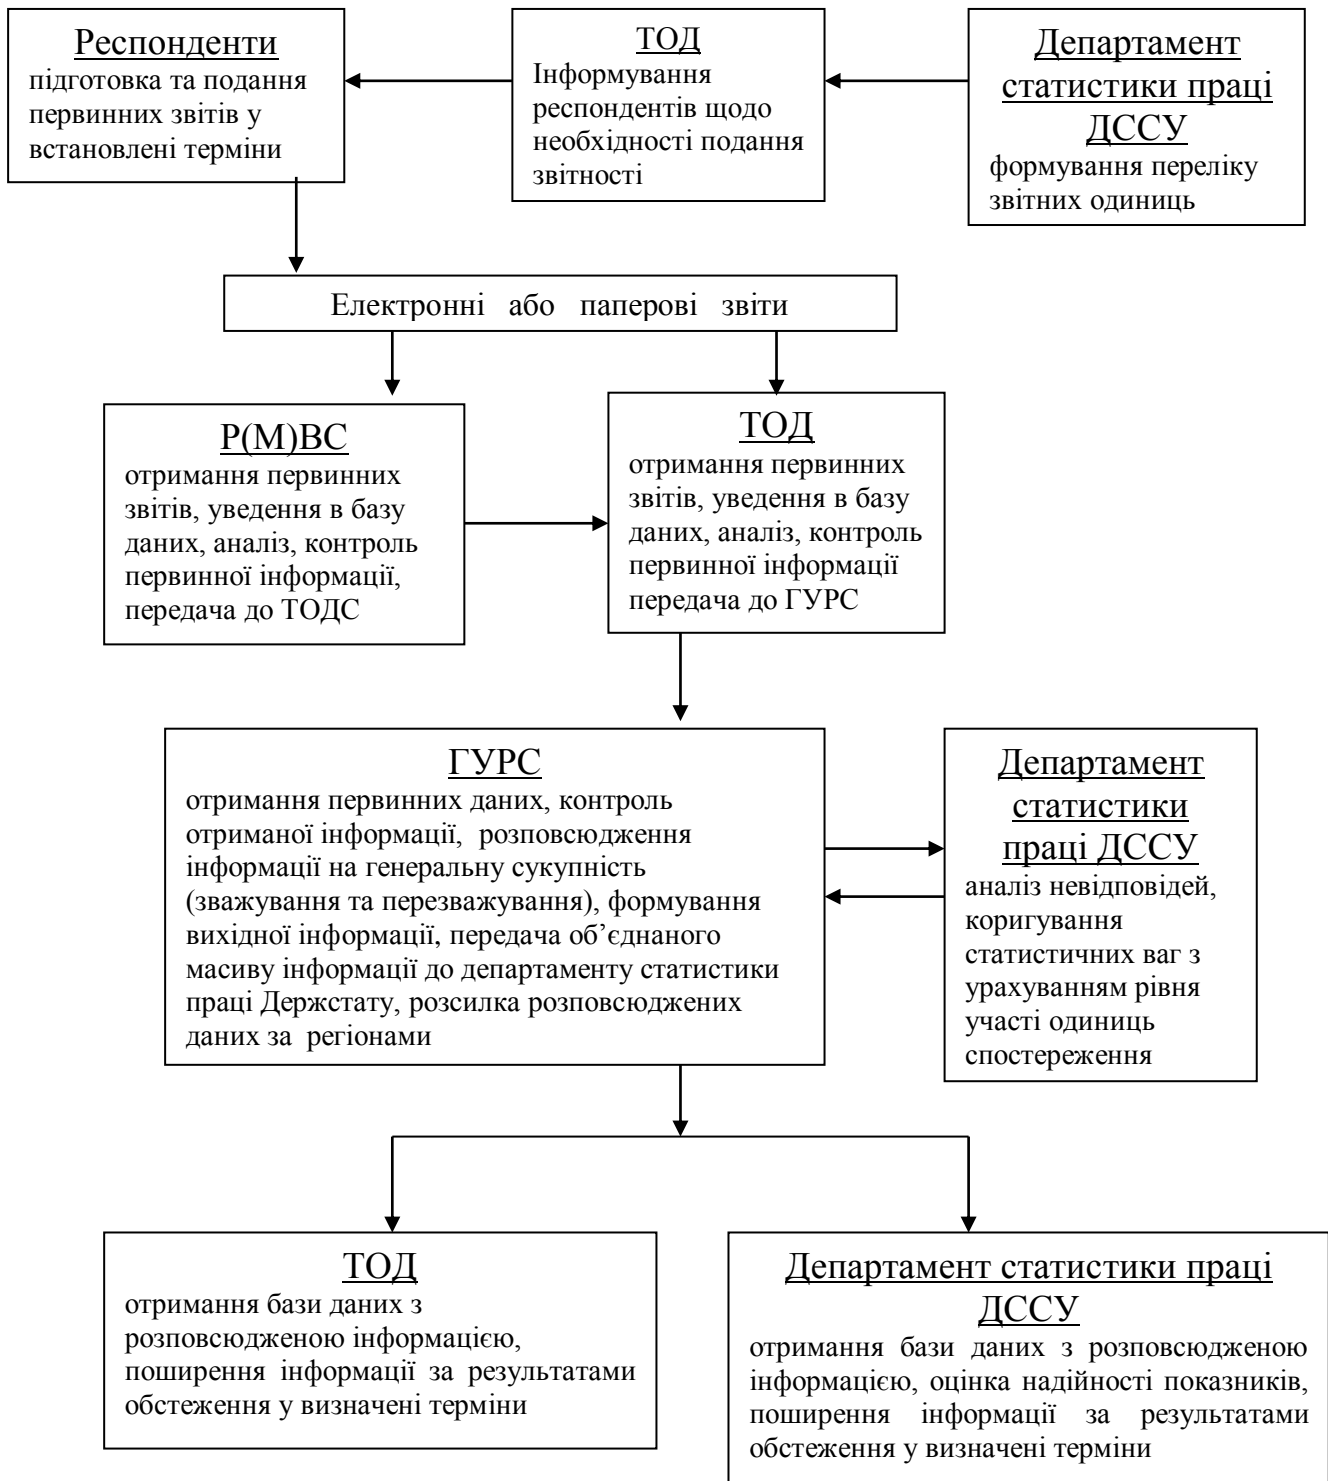 Респонденти
підготовка та подання
первинних звітів у
встановлені терміни
ТОД
Інформування
респондентів щодо
необхідності подання
звітності
Департамент
статистики праці
ДССУ
формування переліку
звітних одиниць
Електронні або паперові звіти
Р(М)ВС
отримання первинних
звітів, уведення в базу
даних, аналіз, контроль
первинної інформації,
передача до ТОДС
ТОД
отримання первинних
звітів, уведення в базу
даних, аналіз, контроль
первинної інформації
передача до ГУРС
ГУРС
отримання первинних даних, контроль
отриманої інформації, розповсюдження
інформації на генеральну сукупність
(зважування та перезважування), формування
вихідної інформації, передача об’єднаного
масиву інформації до департаменту статистики
праці Держстату, розсилка розповсюджених
даних за регіонами
Департамент
статистики
праці ДССУ
аналіз невідповідей,
коригування
статистичних ваг з
урахуванням рівня
участі одиниць
спостереження
ТОД
отримання бази даних з
розповсюдженою інформацією,
поширення інформації за результатами
обстеження у визначені терміни
Департамент статистики праці
ДССУ
отримання бази даних з розповсюдженою
інформацією, оцінка надійності показників,
поширення інформації за результатами
обстеження у визначені терміни